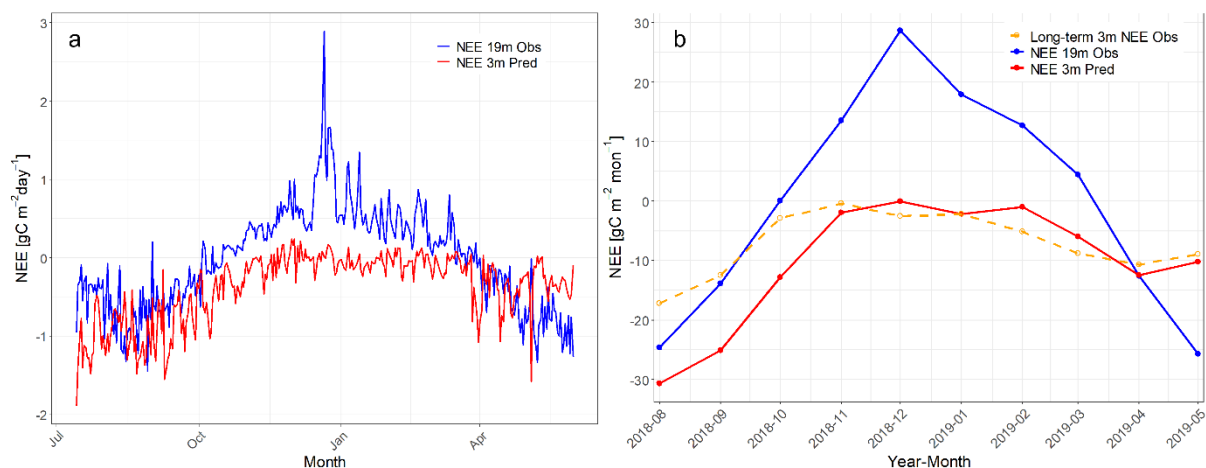 a
NEE 19m Obs
NEE 3m Pred
3
2
1
0
-1
-2
NEE [gC m⁻²day⁻¹]
Jul
Oct
Jan
Apr
Month
b
Long-term 3m NEE Obs
NEE 19m Obs
NEE 3m Pred
30
20
10
0
-10
-20
-30
NEE [gC m⁻² mon⁻¹]
2018-08
2018-09
2018-10
2018-11
2018-12
2019-01
2019-02
2019-03
2019-04
2019-05
Year-Month